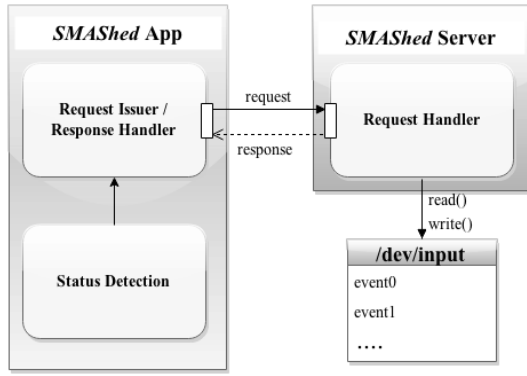 SMAShed App
Request Issuer /
Response Handler
Status Detection
request
response
SMAShed Server
Request Handler
read()
write()
/dev/input
event0
event1
....